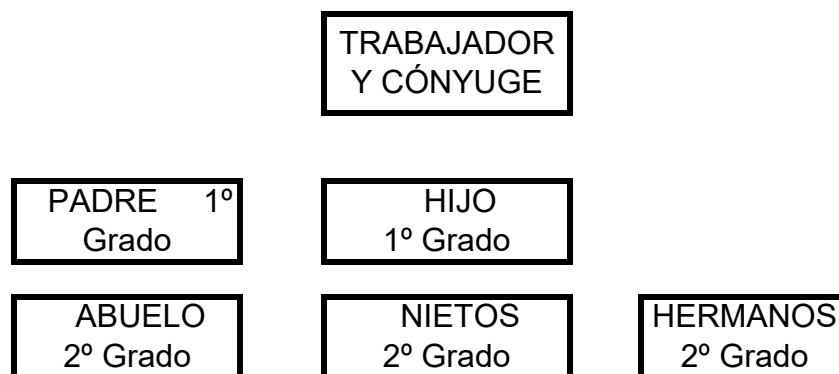 TRABAJADOR
Y CÓNYUGE
PADRE 1º
Grado
HIJO
1º Grado
ABUELO
2º Grado
NIETOS
2º Grado
HERMANOS
2º Grado